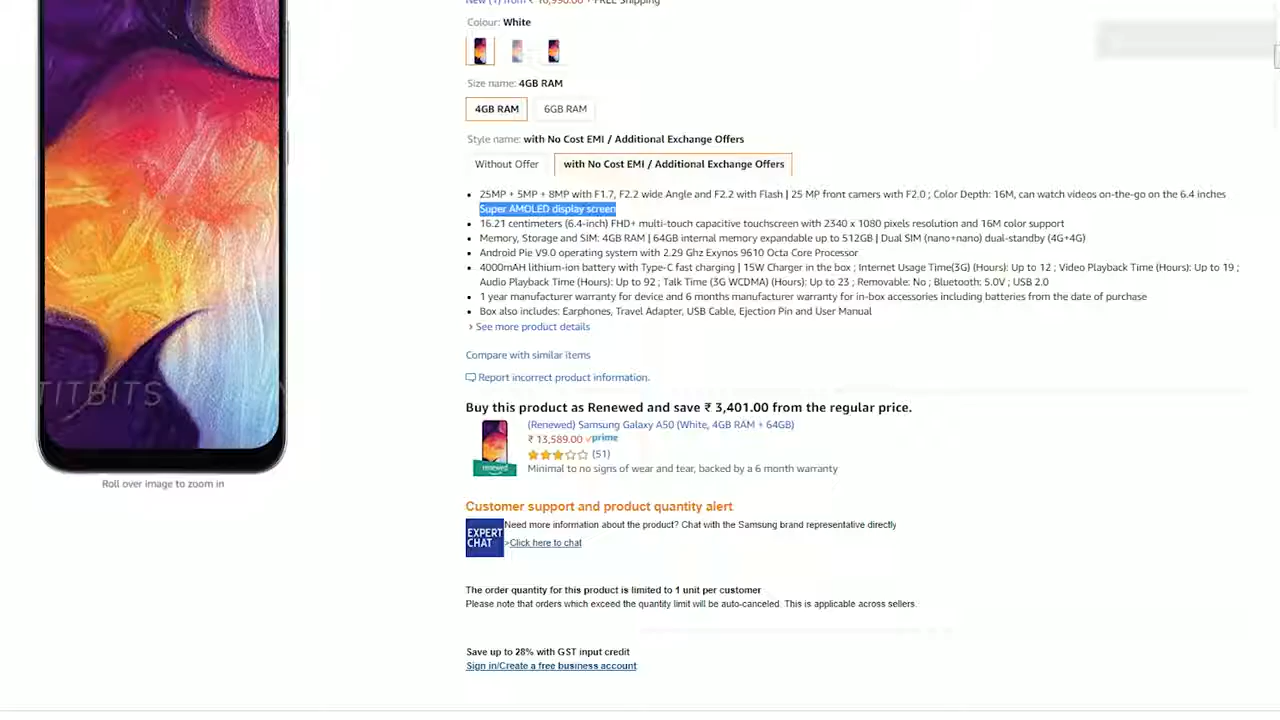 New (1) from ₹ 16,990.00 + FREE Shipping
Colour: White
Size name: 4GB RAM
4GB RAM 6GB RAM
Style name: with No Cost EMI / Additional Exchange Offers
Without Offer with No Cost EMI / Additional Exchange Offers
25MP + 5MP + 8MP with F1.7, F2.2 wide Angle and F2.2 with Flash | 25 MP front camers with F2.0 ; Color Depth: 16M, can watch videos on-the-go on the 6.4 inches
Super AMOLED display screen
16.21 centimeters (6.4-inch) FHD+ multi-touch capacitive touchscreen with 2340 x 1080 pixels resolution and 16M color support
Memory, Storage and SIM: 4GB RAM | 64GB internal memory expandable up to 512GB | Dual SIM (nano+nano) dual-standby (4G+4G)
Android Pie V9.0 operating system with 2.29 Ghz Exynos 9610 Octa Core Processor
4000mAH lithium-ion battery with Type-C fast charging | 15W Charger in the box ; Internet Usage Time(3G) (Hours): Up to 12 ; Video Playback Time (Hours): Up to 19 ;
Audio Playback Time (Hours): Up to 92 ; Talk Time (3G WCDMA) (Hours): Up to 23 ; Removable: No ; Bluetooth: 5.0V ; USB 2.0
1 year manufacturer warranty for device and 6 months manufacturer warranty for in-box accessories including batteries from the date of purchase
Box also includes: Earphones, Travel Adapter, USB Cable, Ejection Pin and User Manual
› See more product details
Compare with similar items
TITBITS
Report incorrect product information.
Buy this product as Renewed and save ₹ 3,401.00 from the regular price.
(Renewed) Samsung Galaxy A50 (White, 4GB RAM + 64GB)
₹ 13,589.00 prime
(51)
renewed
Minimal to no signs of wear and tear, backed by a 6 month warranty
Roll over image to zoom in
Customer support and product quantity alert
EXPERT CHAT
Need more information about the product? Chat with the Samsung brand representative directly
>Click here to chat
The order quantity for this product is limited to 1 unit per customer
Please note that orders which exceed the quantity limit will be auto-canceled. This is applicable across sellers.
Save up to 28% with GST input credit
Sign in/Create a free business account